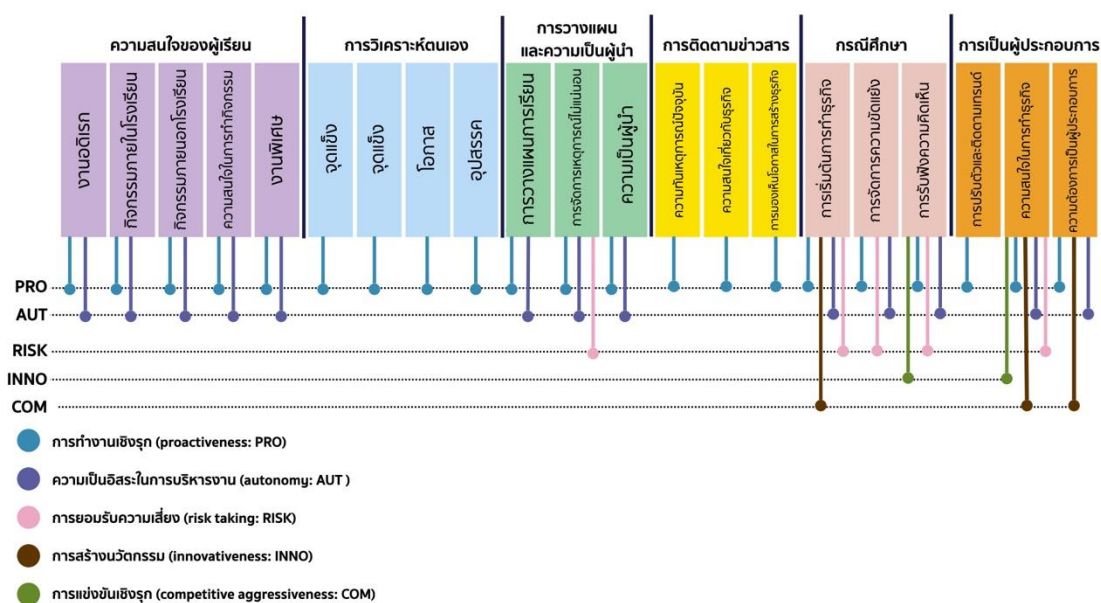 ความสนใจของผู้เรียน
การวิเคราะห์ตนเอง
การวางแผน
และความเป็นผู้นำ
การติดตามข่าวสาร
กรณีศึกษา
การเป็นผู้ประกอบการ
งานอดิเรก
กิจกรรมภายในโรงเรียน
กิจกรรมภายนอกโรงเรียน
ความสนใจในการทำกิจกรรม
งานพิเศษ
จุดแข็ง
จุดแข็ง
โอกาส
อุปสรรค
การวางแผนบทเรียน
การจัดการเหตุการณ์ไม่แน่นอน
ความเป็นผู้นำ
ความทันเหตุการณ์ปัจจุบัน
ความสนใจเกี่ยวกับธุรกิจ
การมองเห็นโอกาสในการสร้างธุรกิจ
การเริ่มต้นการทำธุรกิจ
การจัดการความขัดแย้ง
การรับฟังความคิดเห็น
การปรับตัวและติดตามเทรนด์
ความสนใจในการทำธุรกิจ
ความต้องการเป็นผู้ประกอบการ
PRO
AUT
RISK
INNO
COM
การทำงานเชิงรุก (proactiveness: PRO)
ความเป็นอิสระในการบริหารงาน (autonomy: AUT )
การยอมรับความเสี่ยง (risk taking: RISK)
การสร้างนวัตกรรม (innovativeness: INNO)
การแข่งขันเชิงรุก (competitive aggressiveness: COM)